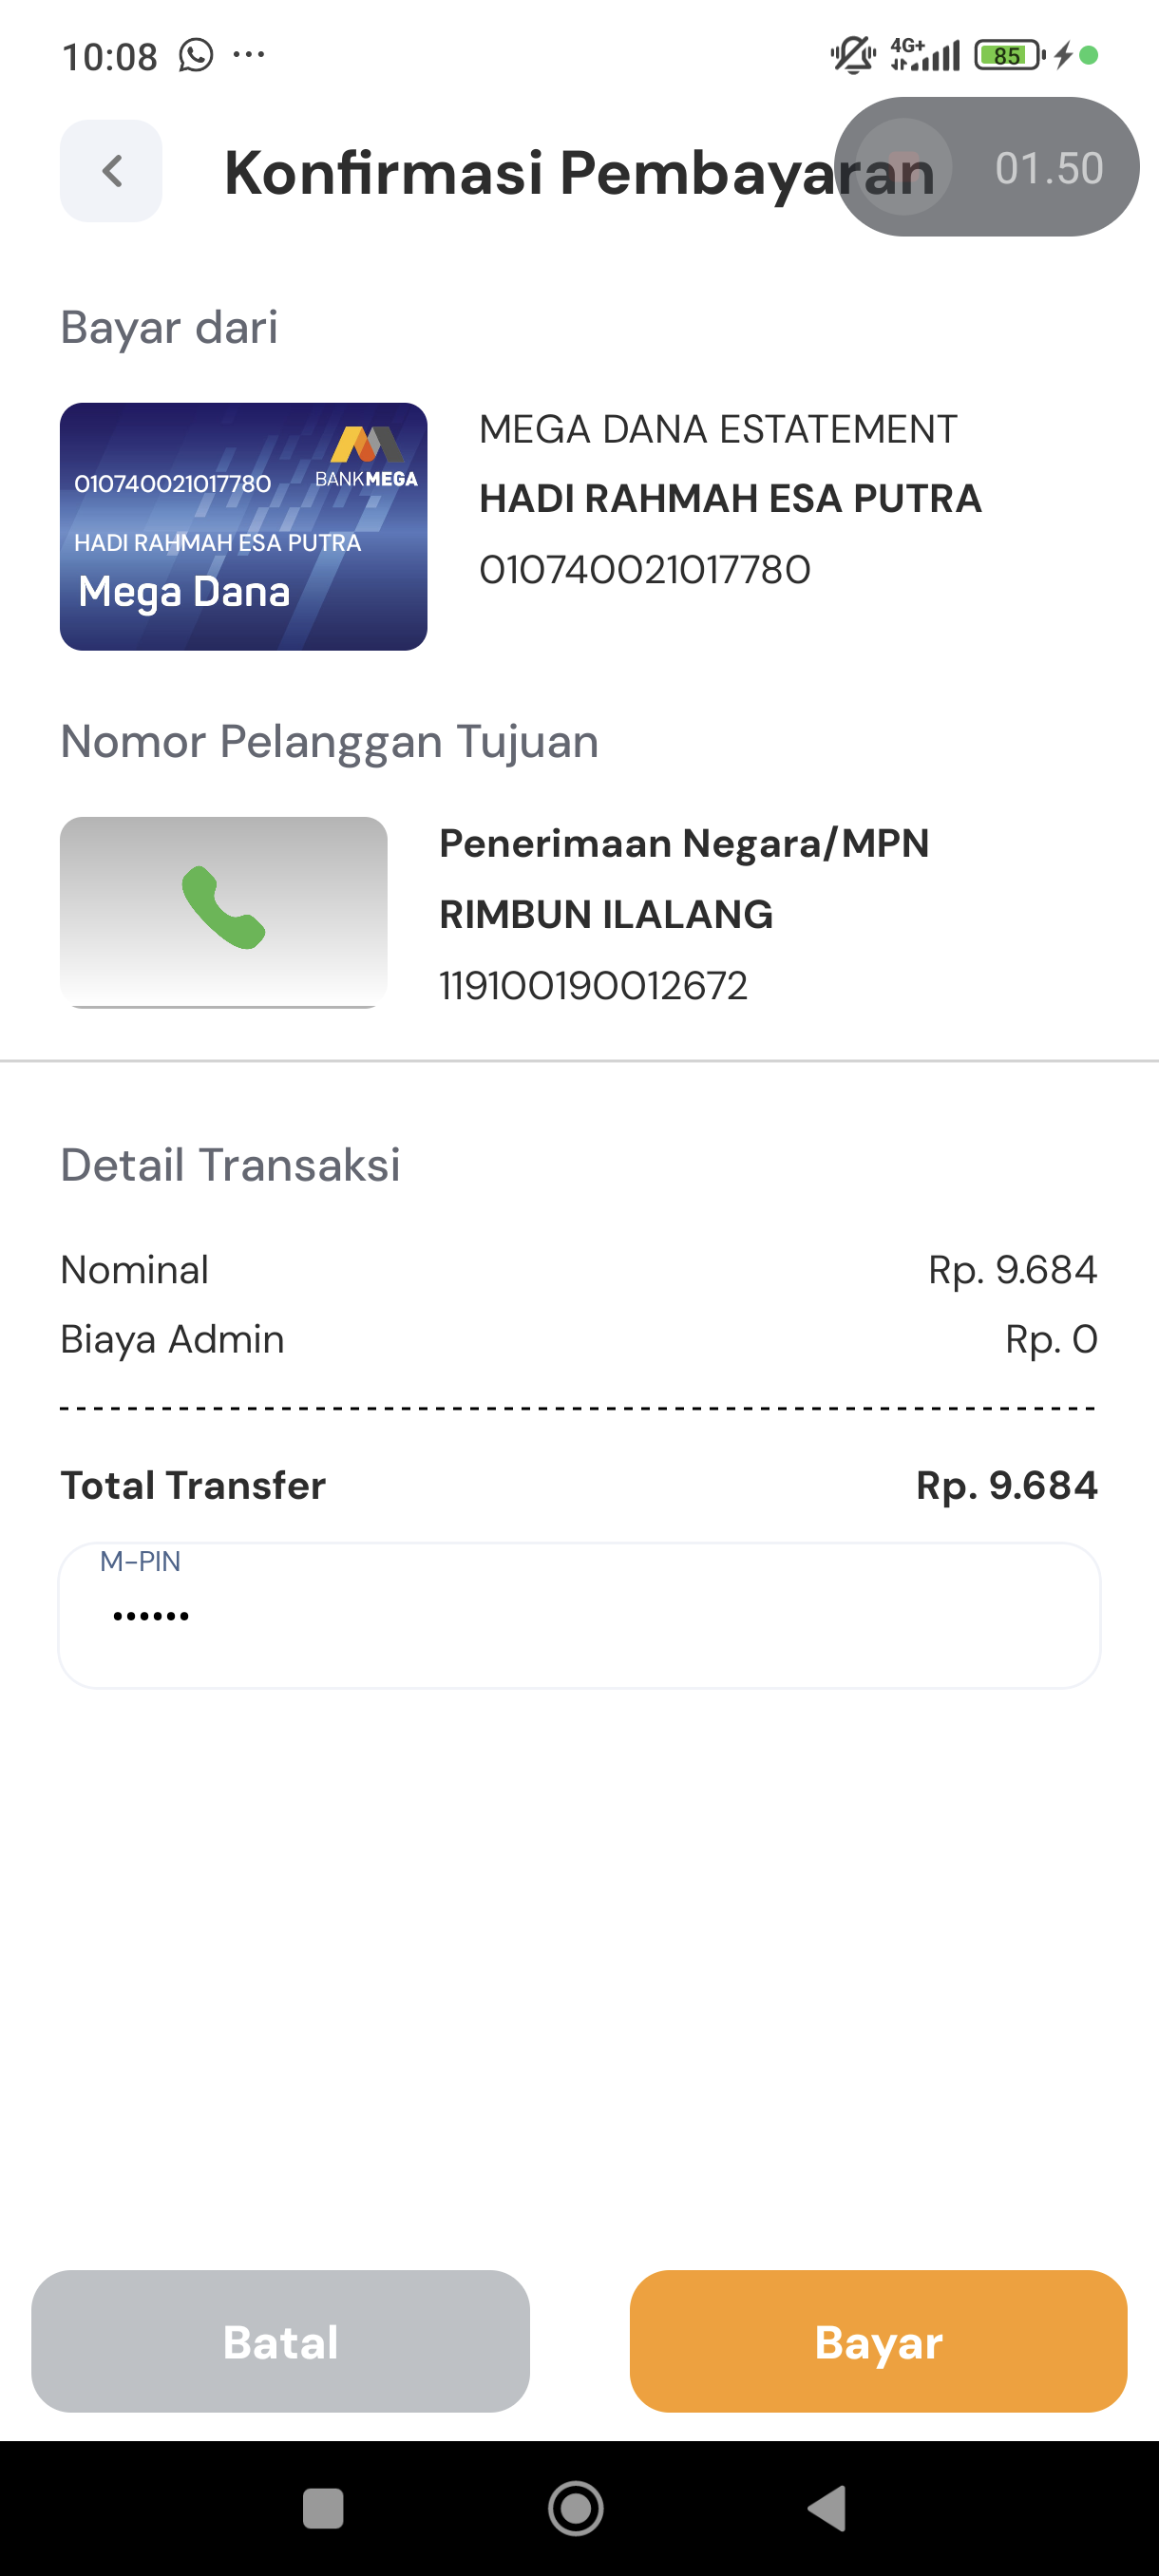 10:08
4G+
85
Konfirmasi Pembayaran
01.50
Bayar dari
010740021017780
BANK MEGA
HADI RAHMAH ESA PUTRA
Mega Dana
MEGA DANA ESTATEMENT
HADI RAHMAH ESA PUTRA
010740021017780
Nomor Pelanggan Tujuan
Penerimaan Negara/MPN
RIMBUN ILALANG
119100190012672
Detail Transaksi
Nominal Rp. 9.684
Biaya Admin Rp. 0
Total Transfer Rp. 9.684
M-PIN
••••••
Batal
Bayar